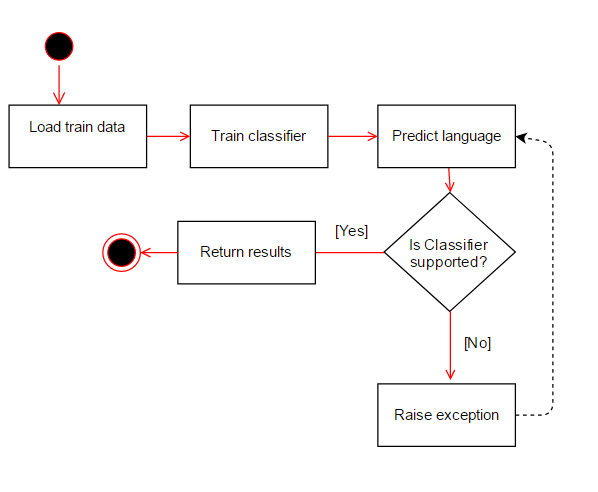 Load train data
Train classifier
Predict language
Return results
[Yes]
Is Classifier
supported?
[No]
Raise exception